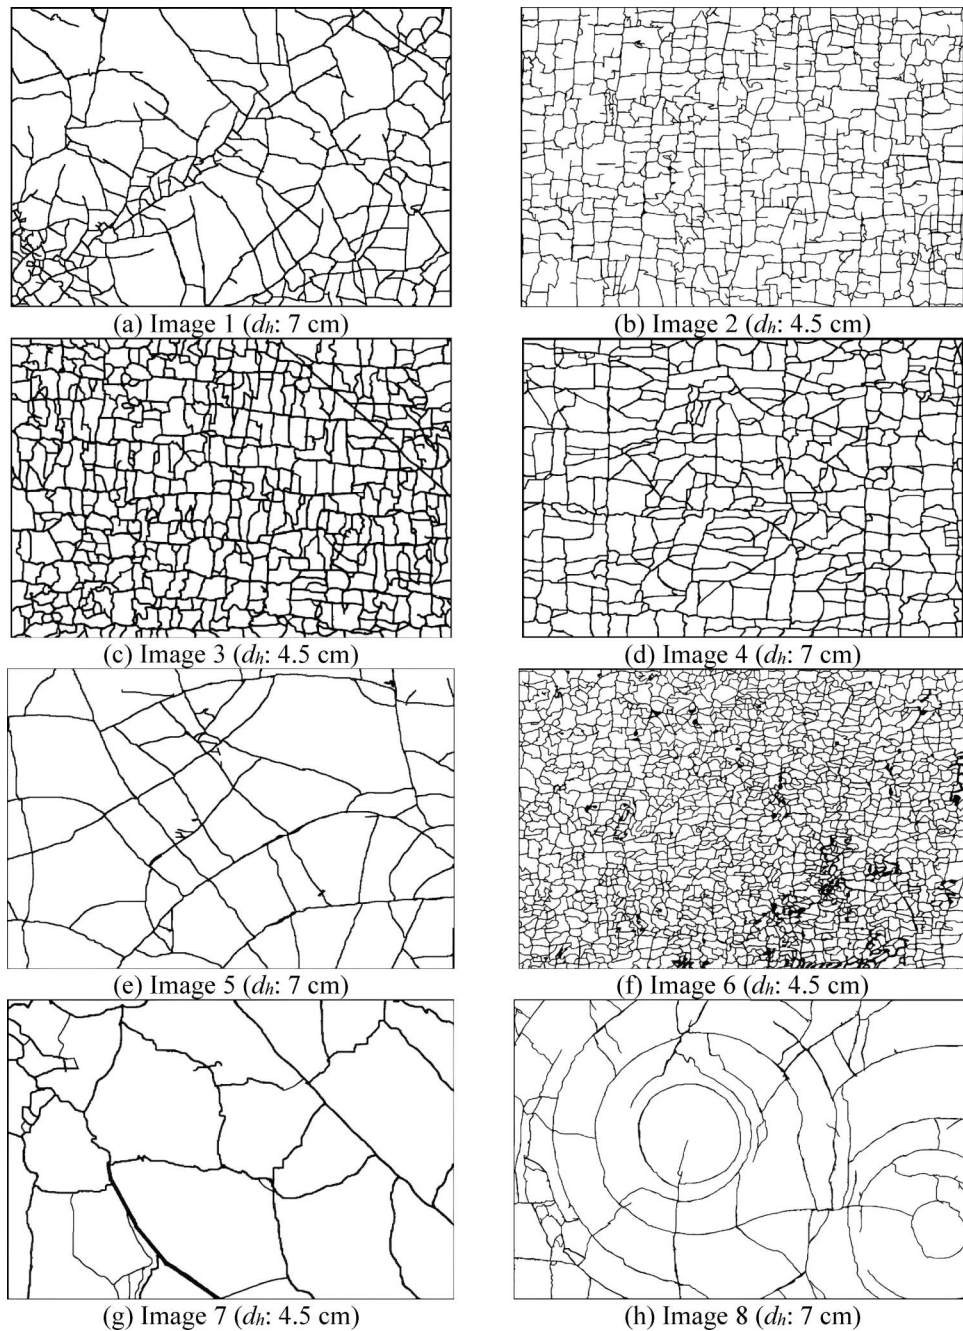 (a) Image 1 (dh: 7 cm)
(b) Image 2 (dh: 4.5 cm)
(c) Image 3 (dh: 4.5 cm)
(d) Image 4 (dh: 7 cm)
(e) Image 5 (dh: 7 cm)
(f) Image 6 (dh: 4.5 cm)
(g) Image 7 (dh: 4.5 cm)
(h) Image 8 (dh: 7 cm)